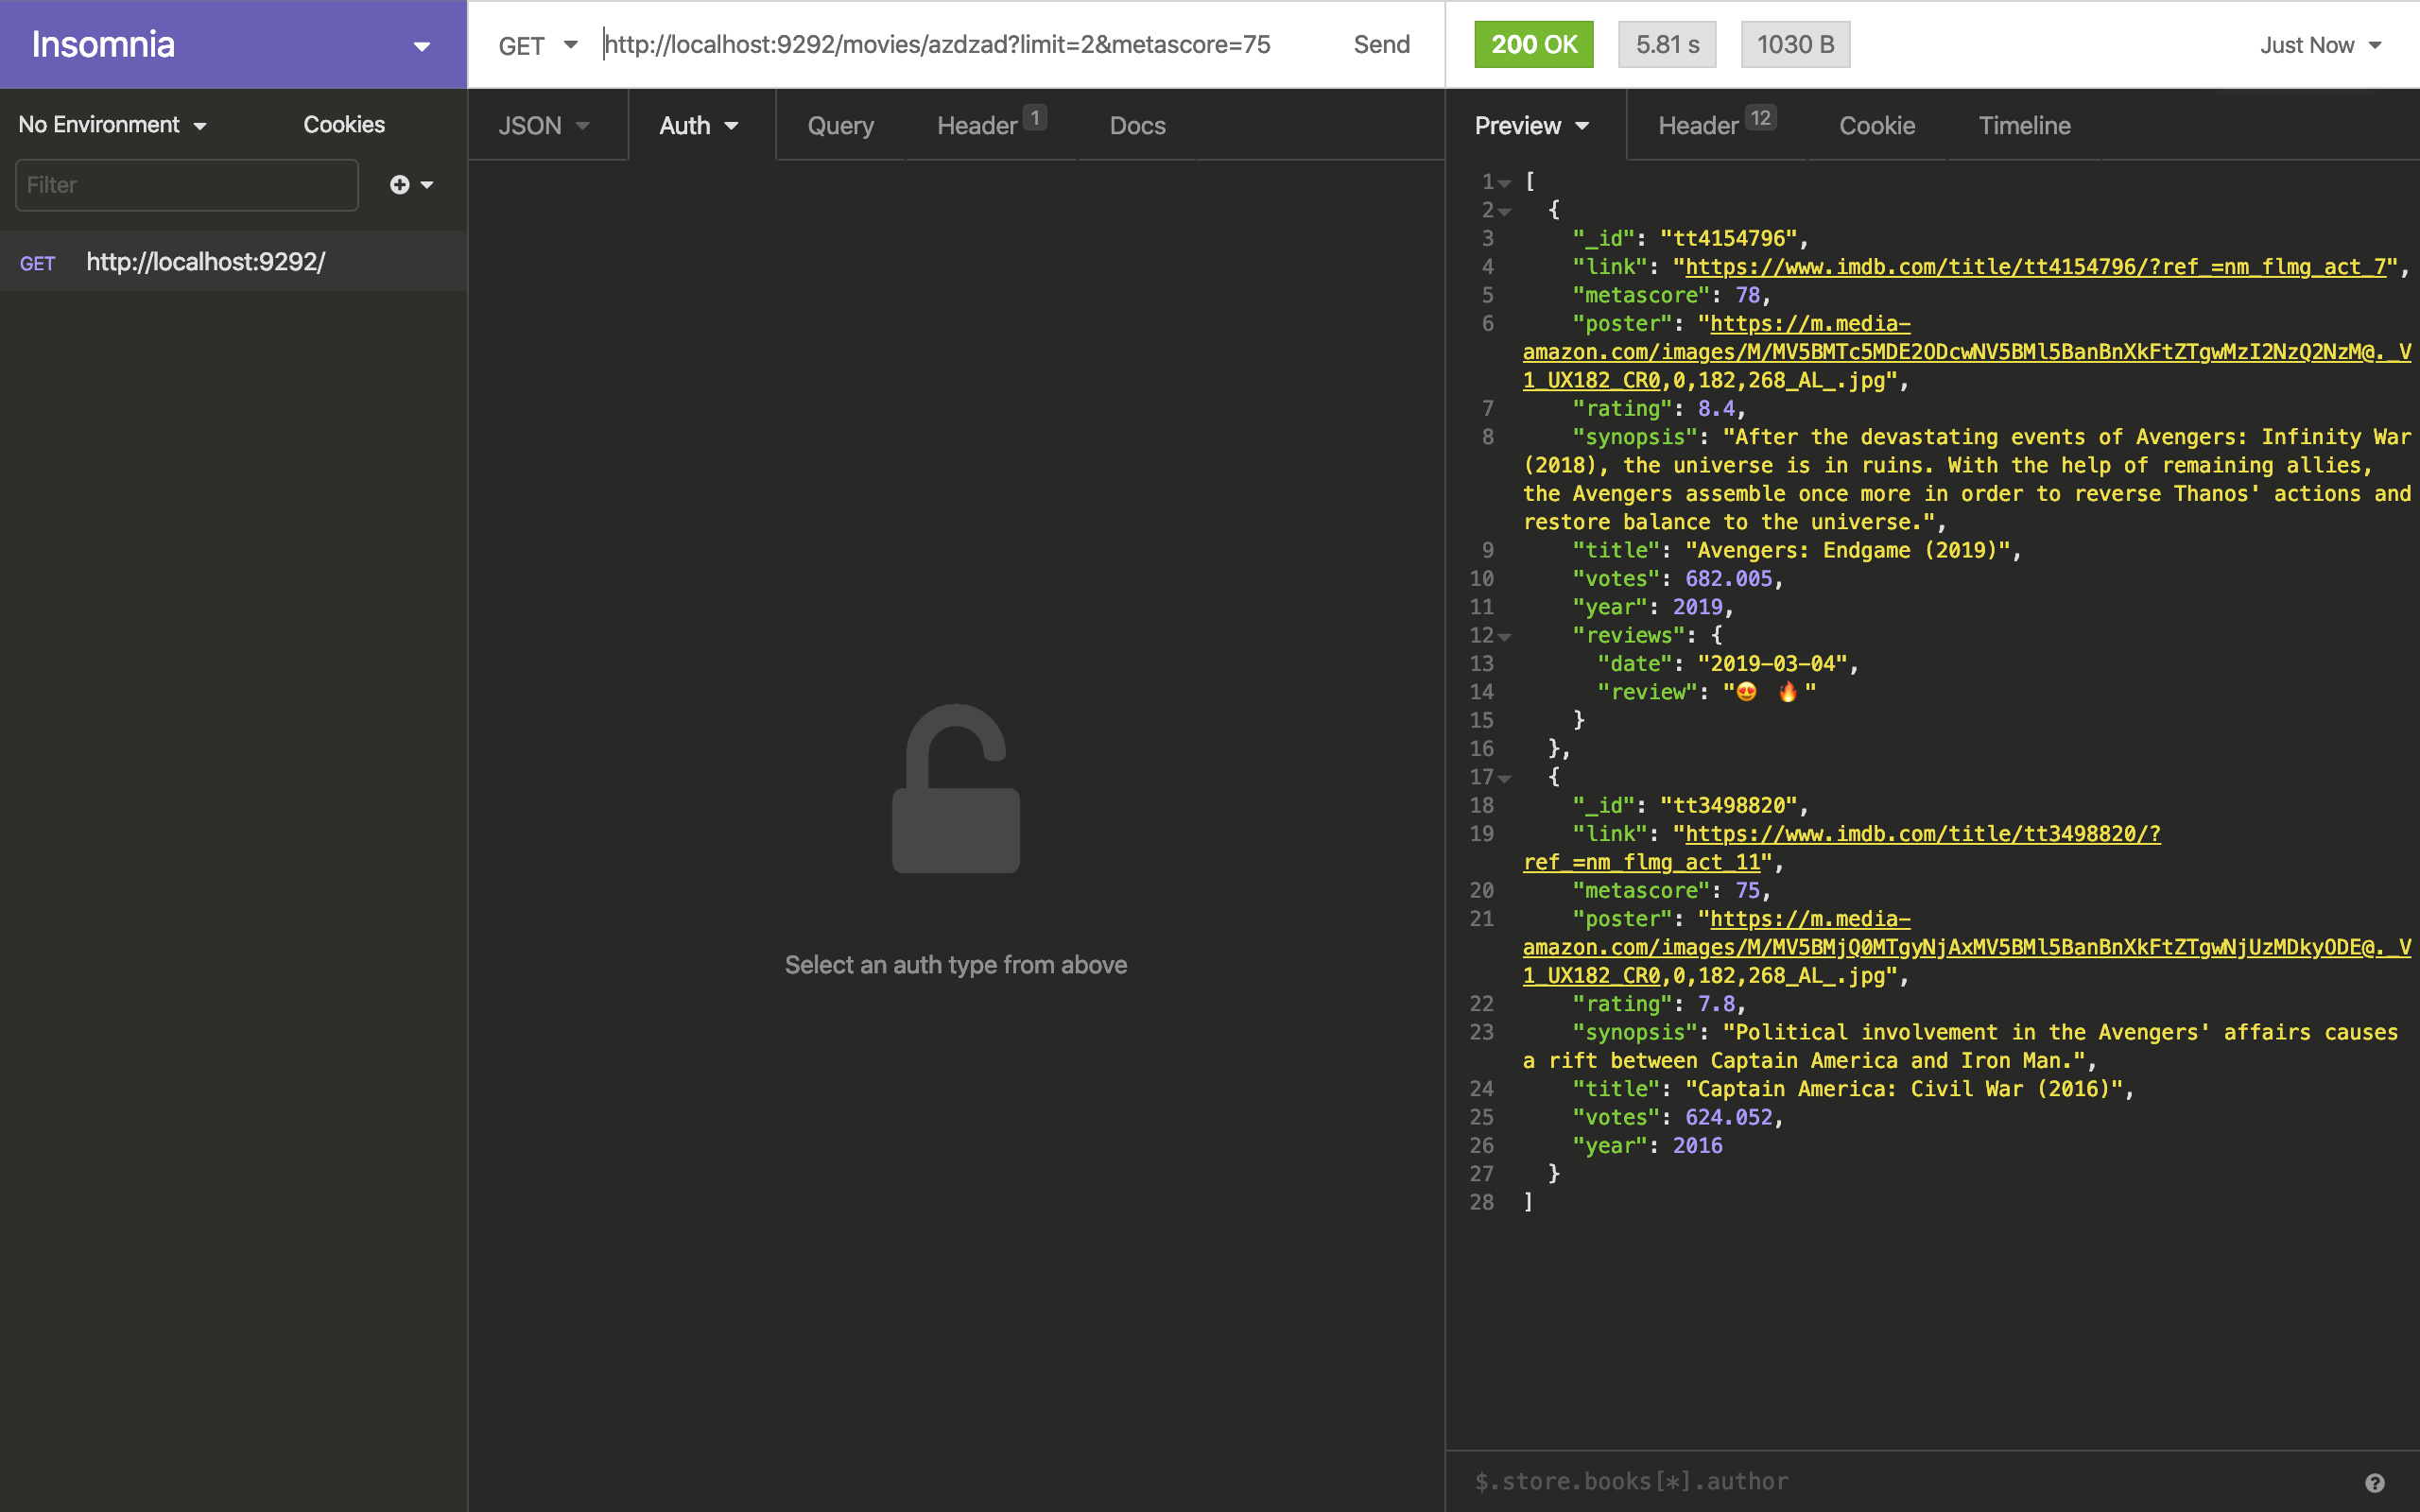 Insomnia
GET http://localhost:9292/movies/azdzad?limit=2&metascore=75 Send
200 OK 5.81 s 1030 B Just Now
No Environment Cookies
Filter
GET http://localhost:9292/
JSON Auth Query Header 1 Docs
Select an auth type from above
Preview Header 12 Cookie Timeline
1 [
2 {
3 "_id": "tt4154796",
4 "link": "https://www.imdb.com/title/tt4154796/?ref_=nm_flmg_act_7",
5 "metascore": 78,
6 "poster": "https://m.media-
amazon.com/images/M/MV5BMTc5MDE2ODcwNV5BMl5BanBnXkFtZTgwMzI2NzQ2NzM@._V
1_UX182_CR0,0,182,268_AL_.jpg",
7 "rating": 8.4,
8 "synopsis": "After the devastating events of Avengers: Infinity War
(2018), the universe is in ruins. With the help of remaining allies,
the Avengers assemble once more in order to reverse Thanos' actions and
restore balance to the universe.",
9 "title": "Avengers: Endgame (2019)",
10 "votes": 682.005,
11 "year": 2019,
12 "reviews": {
13 "date": "2019-03-04",
14 "review": "😍 🔥"
15 }
16 },
17 {
18 "_id": "tt3498820",
19 "link": "https://www.imdb.com/title/tt3498820/?
ref_=nm_flmg_act_11",
20 "metascore": 75,
21 "poster": "https://m.media-
amazon.com/images/M/MV5BMjQ0MTgyNjAxMV5BMl5BanBnXkFtZTgwNjUzMDkyODE@._V
1_UX182_CR0,0,182,268_AL_.jpg",
22 "rating": 7.8,
23 "synopsis": "Political involvement in the Avengers' affairs causes
a rift between Captain America and Iron Man.",
24 "title": "Captain America: Civil War (2016)",
25 "votes": 624.052,
26 "year": 2016
27 }
28 ]
$.store.books[*].author